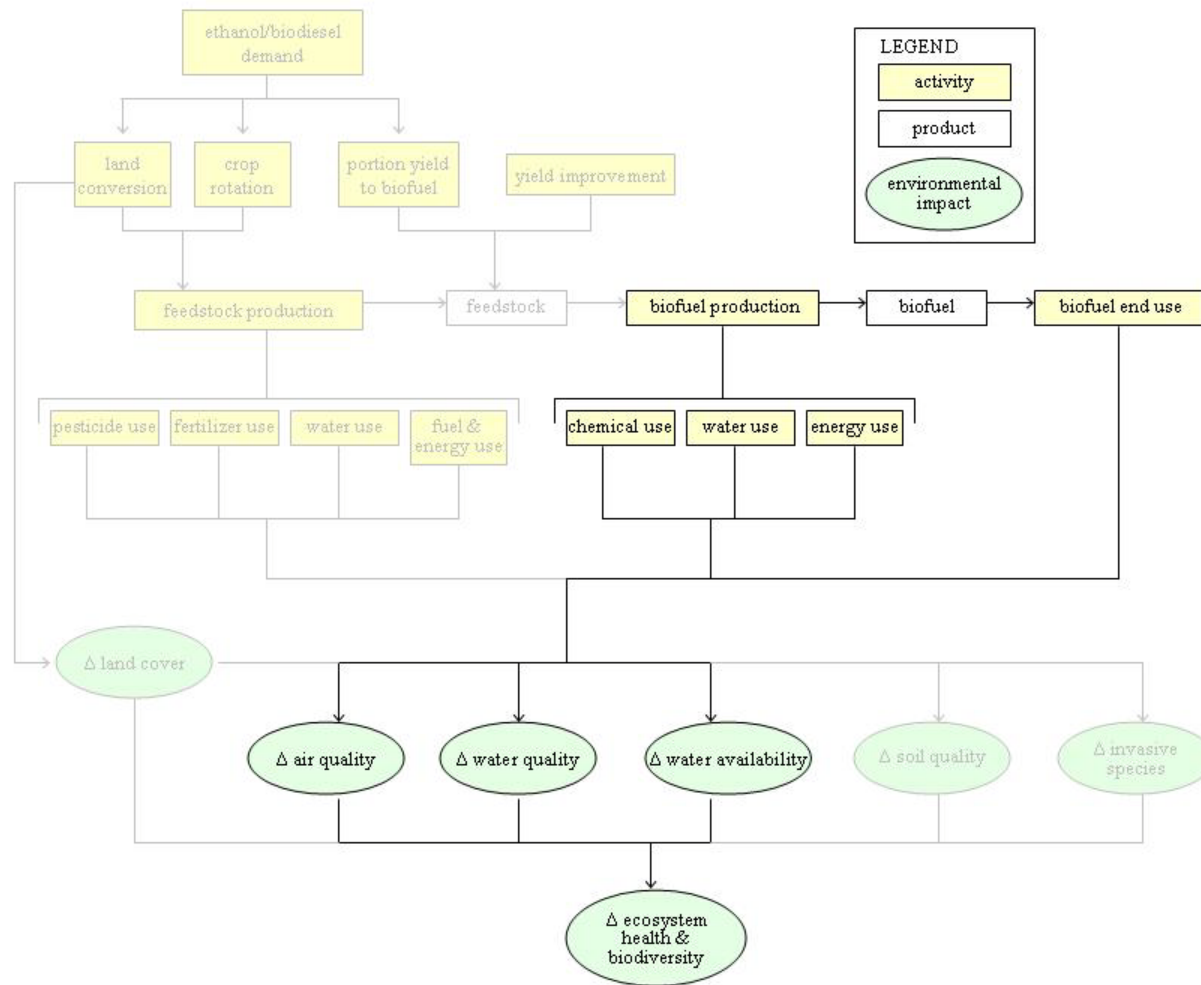 ethanol/biodiesel
demand
LEGEND
activity
product
environmental
impact
land
conversion
crop
rotation
portion yield
to biofuel
yield improvement
feedstock production
feedstock
biofuel production
biofuel
biofuel end use
pesticide use
fertilizer use
water use
fuel &
energy use
chemical use
water use
energy use
Δ land cover
Δ air quality
Δ water quality
Δ water availability
Δ soil quality
Δ invasive
species
Δ ecosystem
health &
biodiversity